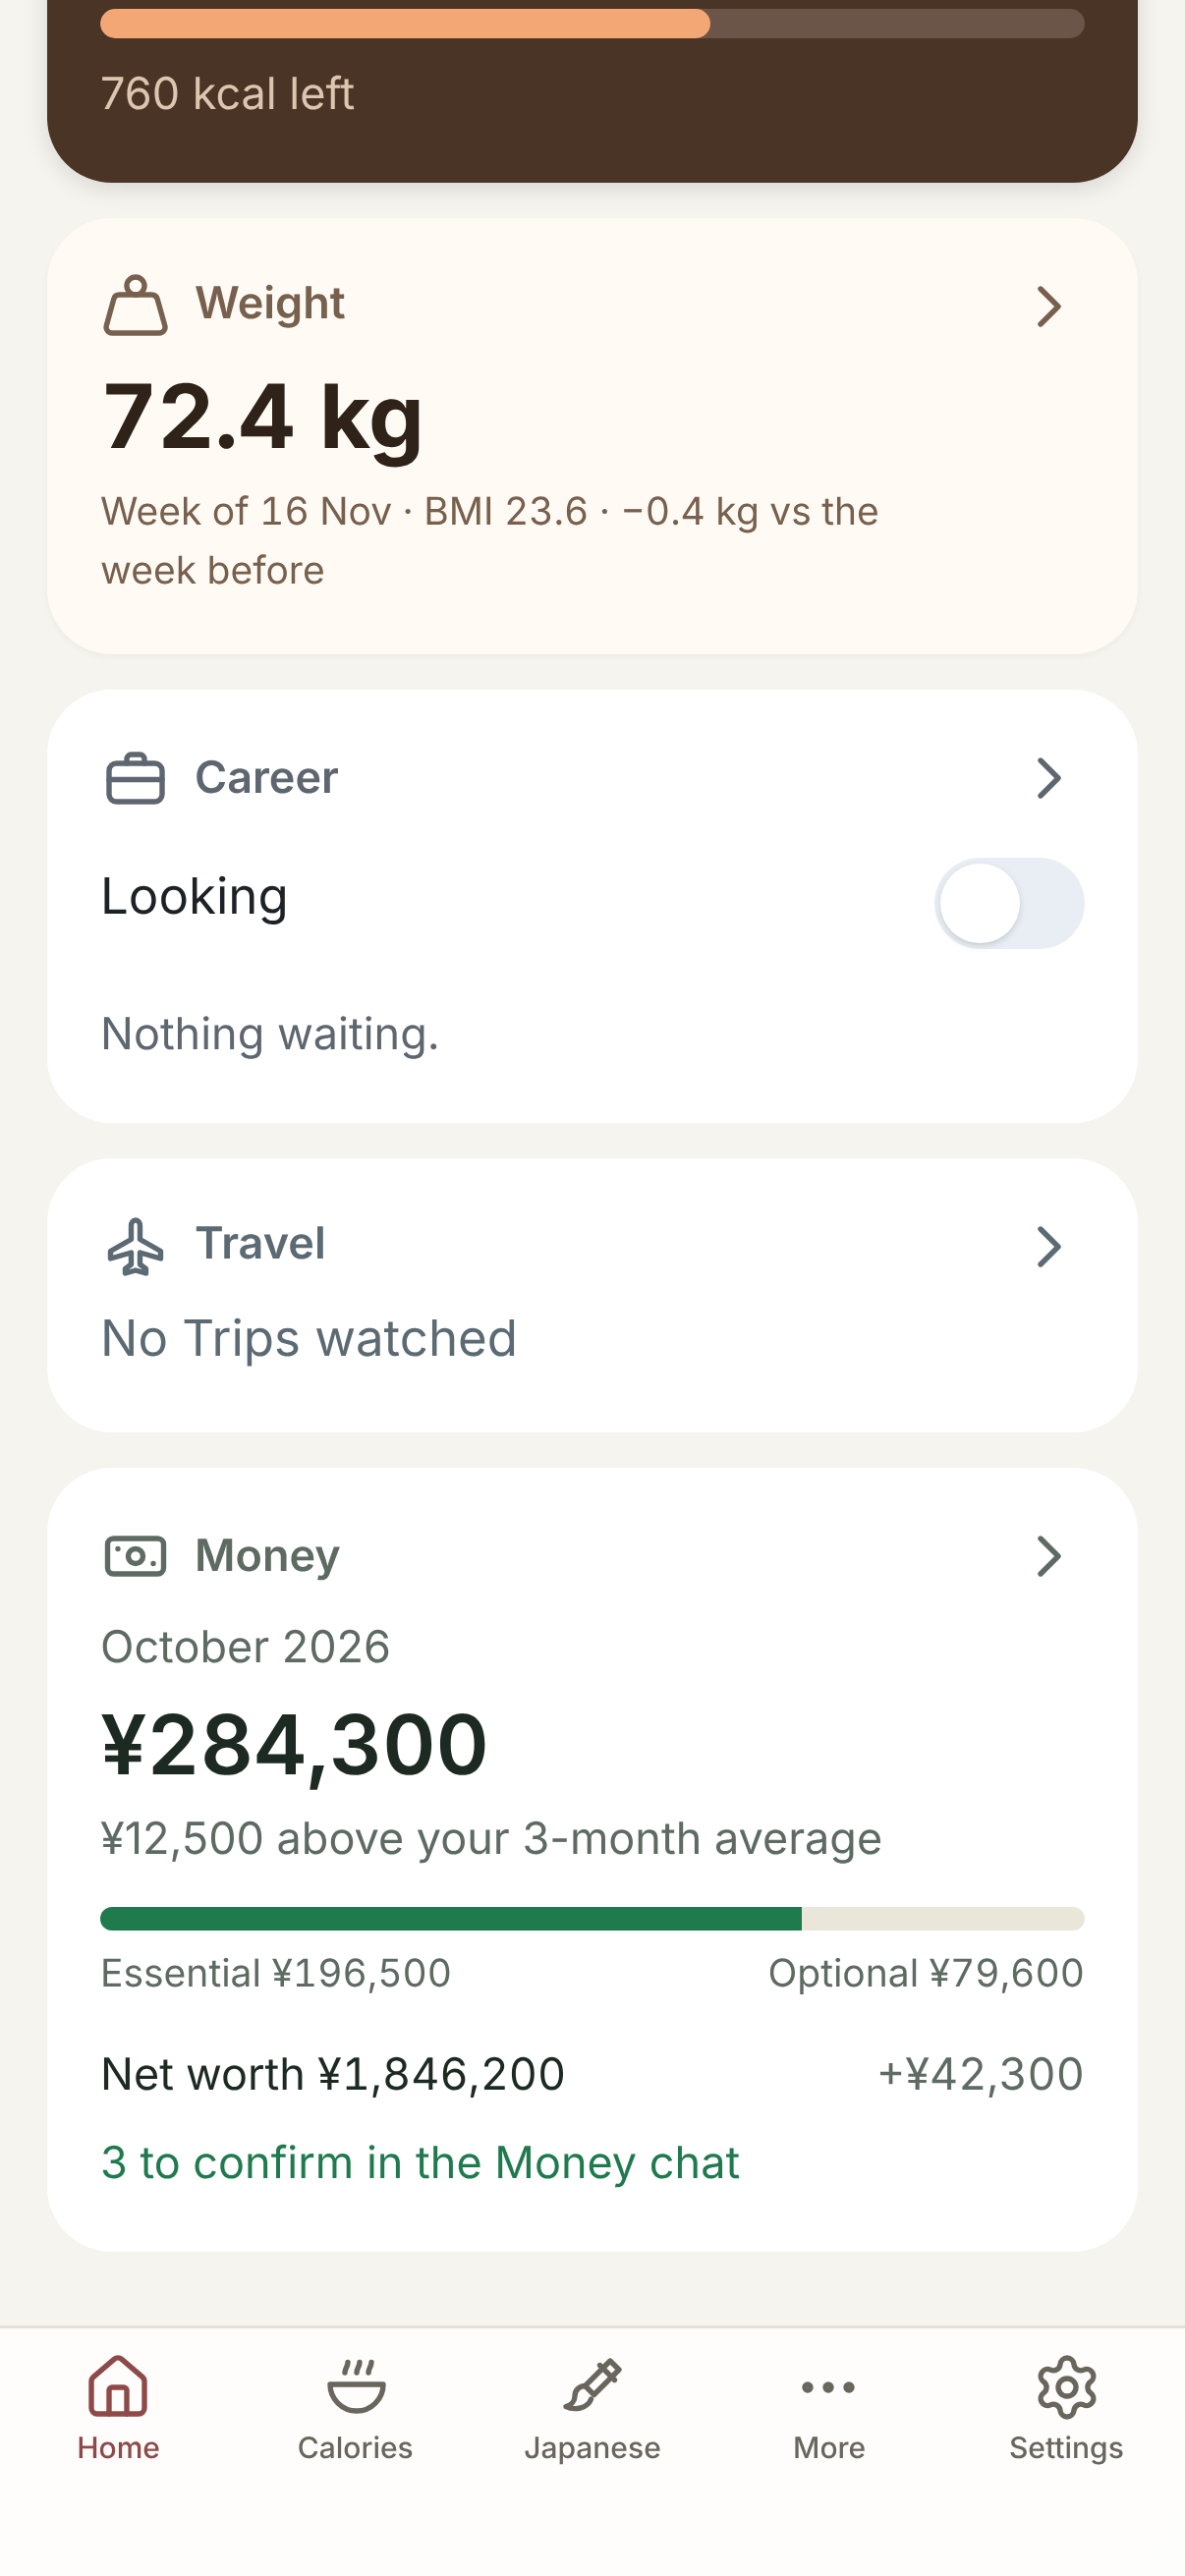 760 kcal left
Weight
72.4 kg
Week of 16 Nov · BMI 23.6 · −0.4 kg vs the
week before
Career
Looking
Nothing waiting.
Travel
No Trips watched
Money
October 2026
¥284,300
¥12,500 above your 3-month average
Essential ¥196,500
Optional ¥79,600
Net worth ¥1,846,200
+¥42,300
3 to confirm in the Money chat
Home
Calories
Japanese
More
Settings